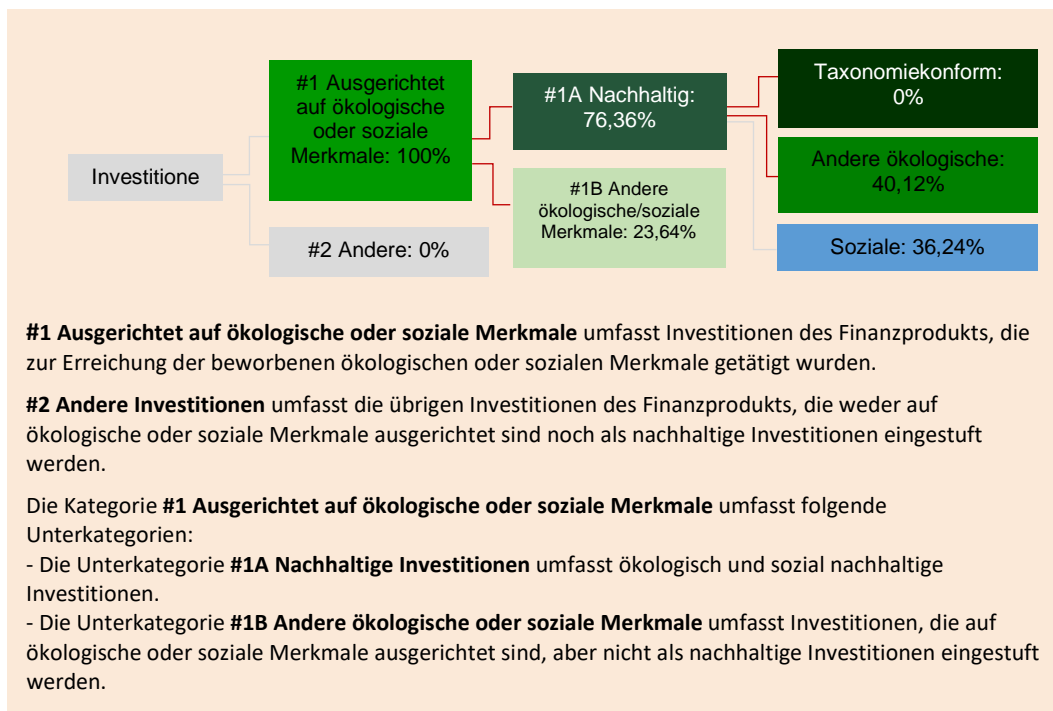 Investitione
#1 Ausgerichtet
auf ökologische
oder soziale
Merkmale: 100%
#2 Andere: 0%
#1A Nachhaltig:
76,36%
#1B Andere
ökologische/soziale
Merkmale: 23,64%
Taxonomiekonform:
0%
Andere ökologische:
40,12%
Soziale: 36,24%
#1 Ausgerichtet auf ökologische oder soziale Merkmale umfasst Investitionen des Finanzprodukts, die
zur Erreichung der beworbenen ökologischen oder sozialen Merkmale getätigt wurden.
#2 Andere Investitionen umfasst die übrigen Investitionen des Finanzprodukts, die weder auf
ökologische oder soziale Merkmale ausgerichtet sind noch als nachhaltige Investitionen eingestuft
werden.
Die Kategorie #1 Ausgerichtet auf ökologische oder soziale Merkmale umfasst folgende
Unterkategorien:
- Die Unterkategorie #1A Nachhaltige Investitionen umfasst ökologisch und sozial nachhaltige
Investitionen.
- Die Unterkategorie #1B Andere ökologische oder soziale Merkmale umfasst Investitionen, die auf
ökologische oder soziale Merkmale ausgerichtet sind, aber nicht als nachhaltige Investitionen eingestuft
werden.